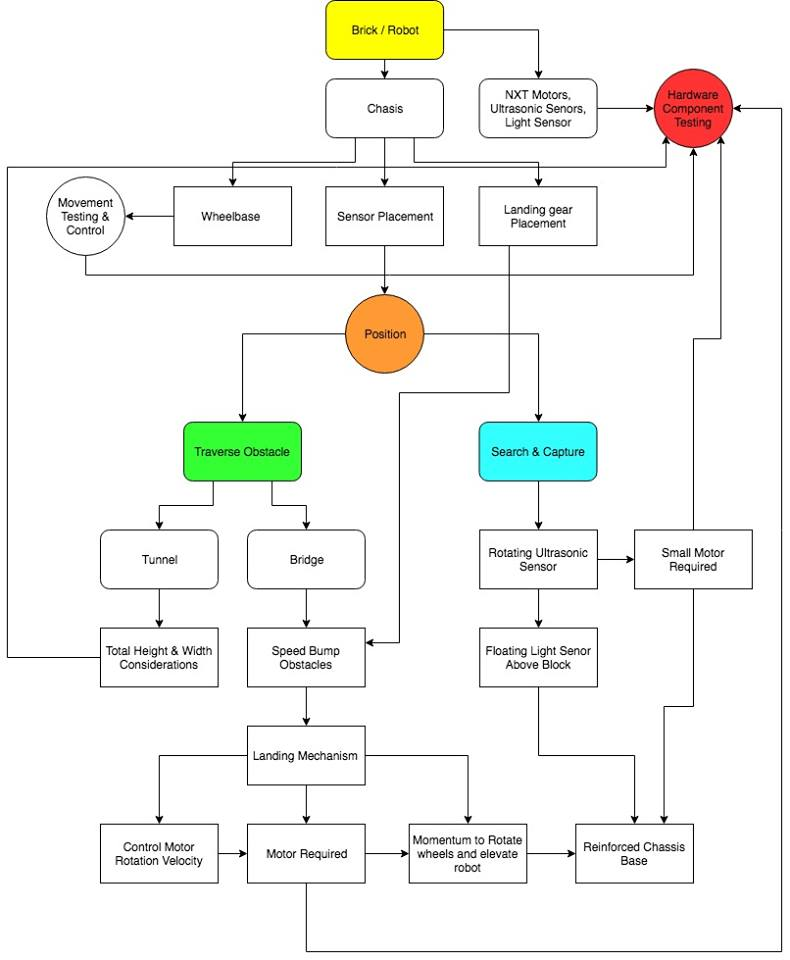 Brick / Robot
Chasis
NXT Motors,
Ultrasonic Senors,
Light Sensor
Hardware
Component
Testing
Movement
Testing &
Control
Wheelbase
Sensor Placement
Landing gear
Placement
Position
Traverse Obstacle
Search & Capture
Tunnel
Bridge
Rotating Ultrasonic
Sensor
Small Motor
Required
Total Height & Width
Considerations
Speed Bump
Obstacles
Floating Light Senor
Above Block
Landing Mechanism
Control Motor
Rotation Velocity
Motor Required
Momentum to Rotate
wheels and elevate
robot
Reinforced Chassis
Base